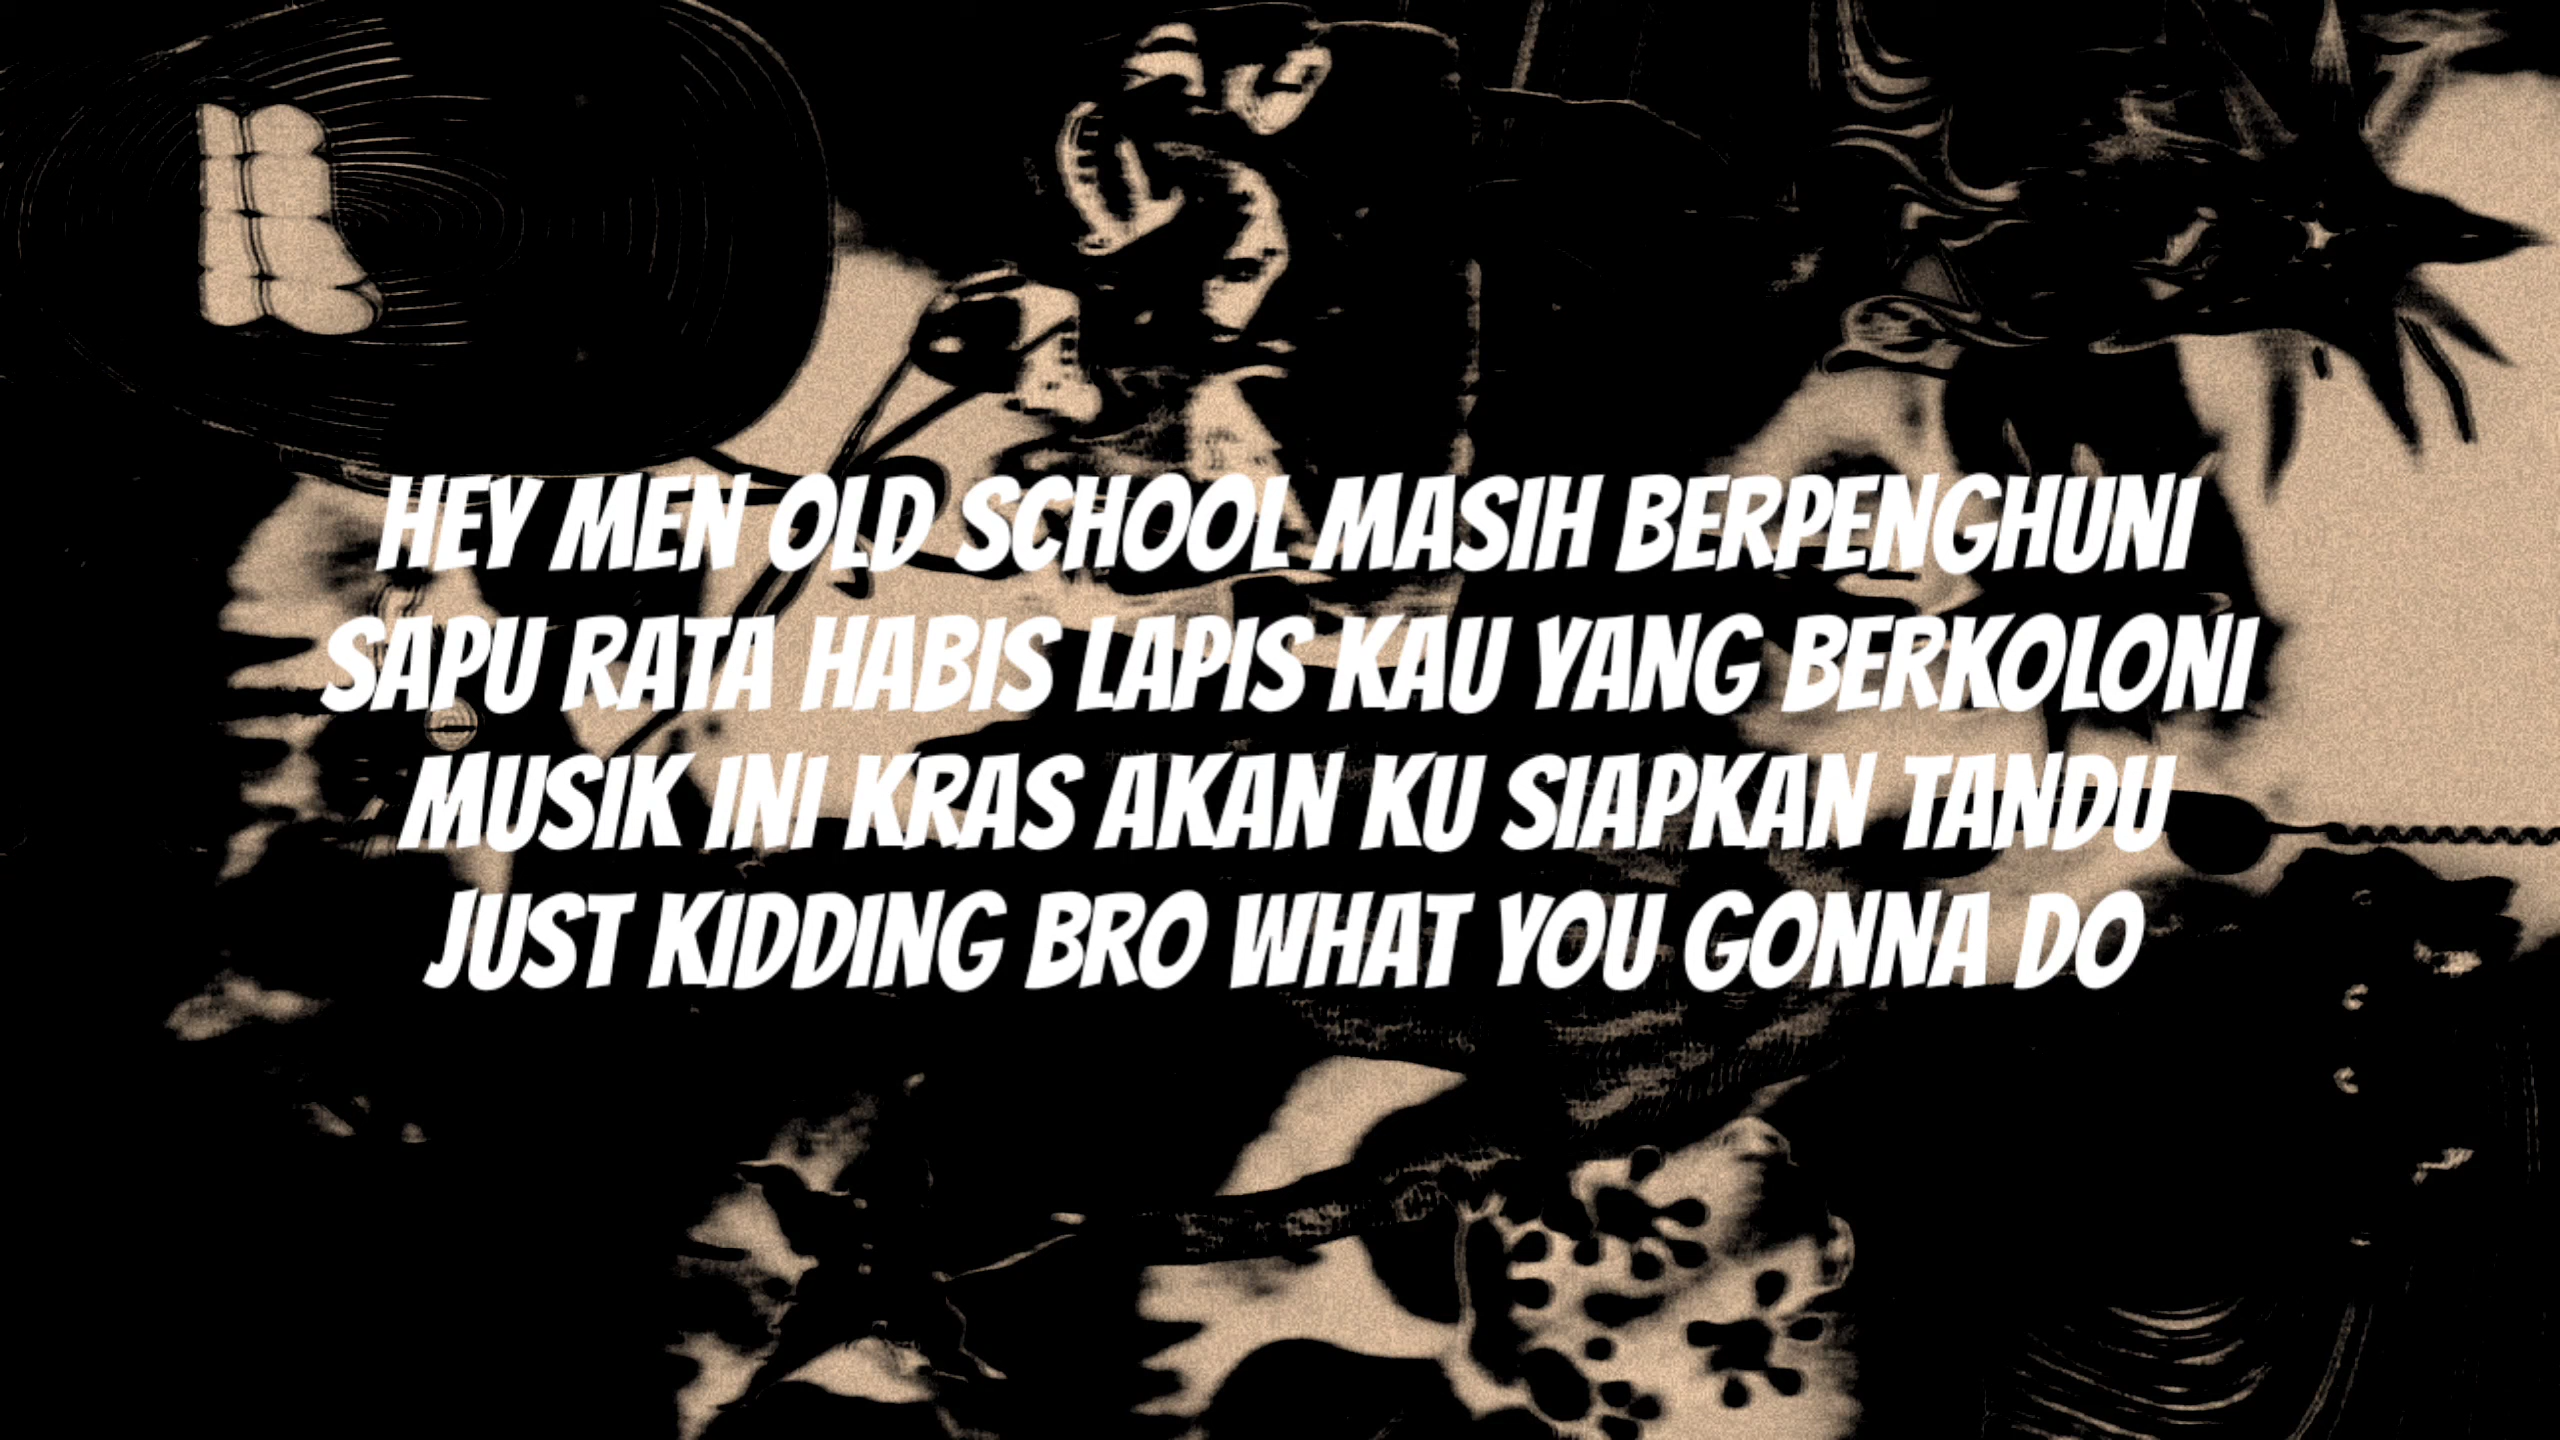 HEY MEN OLD SCHOOL MASIH BERPENGHUNI
SAPU RATA HABIS LAPIS KAU YANG BERKOLONI
MUSIK INI KRAS AKAN KU SIAPKAN TANDU
JUST KIDDING BRO WHAT YOU GONNA DO